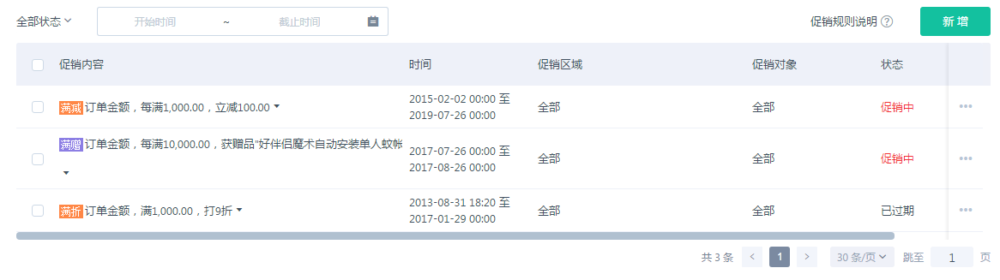 全部状态 开始时间 ~ 截止时间 促销规则说明 ? 新增
促销内容 时间 促销区域 促销对象 状态
满减 订单金额，每满1,000.00，立减100.00 2015-02-02 00:00 至 全部 全部 促销中 •••
2019-07-26 00:00
满赠 订单金额，每满10,000.00，获赠品"好伴侣魔术自动安装单人蚊帐 2017-07-26 00:00 至 全部 全部 促销中 •••
2017-08-26 00:00
满折 订单金额，满1,000.00，打9折 2013-08-31 18:20 至 全部 全部 已过期 •••
2017-01-29 00:00
共 3 条 < 1 > 30 条/页 跳至 1 页